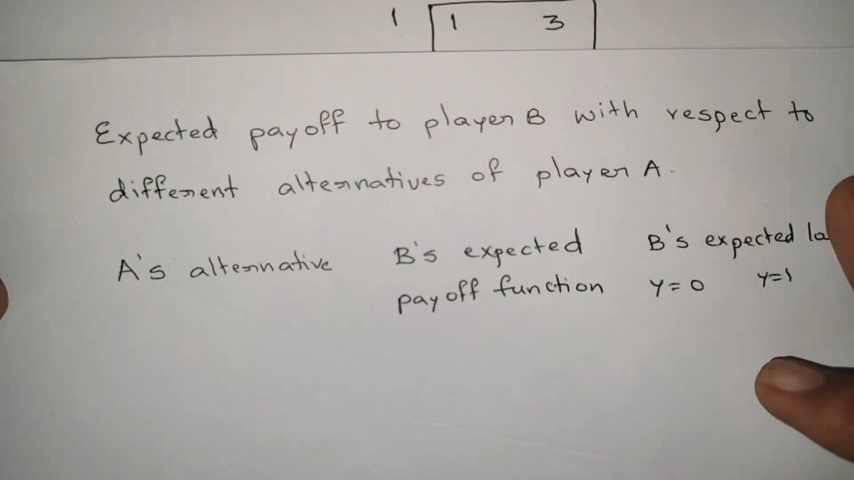 1 1 3
Expected payoff to player B with respect to
different alternatives of player A.
A's alternative B's expected B's expected
payoff function y=0 y=1